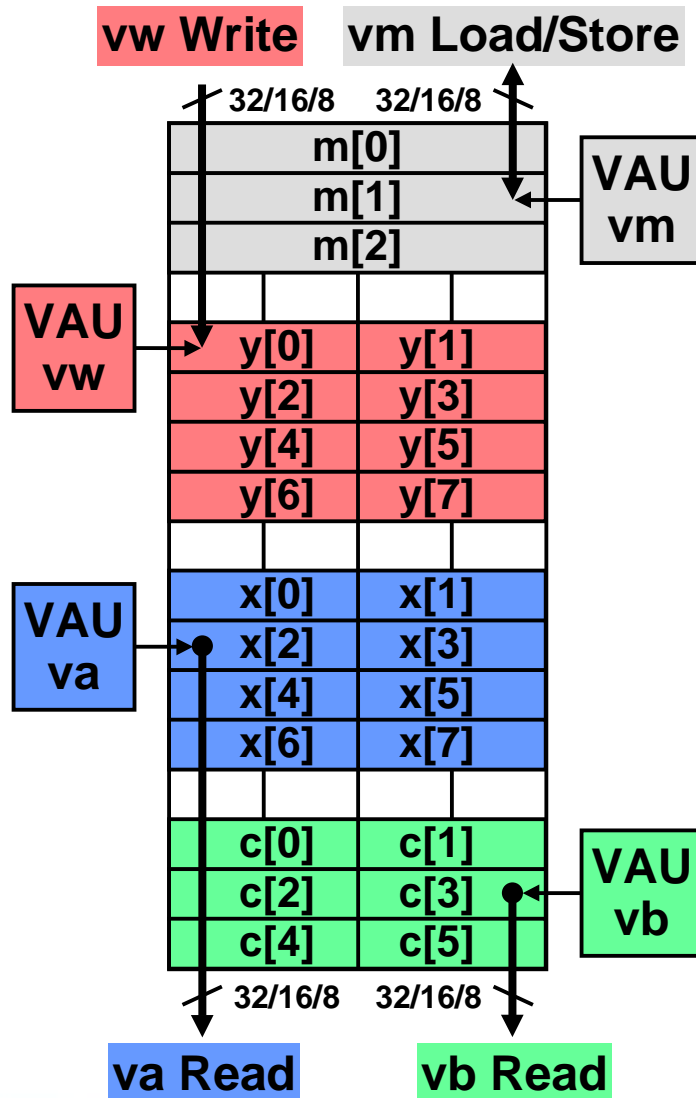 vw Write
vm Load/Store
32/16/8
32/16/8
m[0]
m[1]
m[2]
VAU
vm
VAU
vw
y[0] y[1]
y[2] y[3]
y[4] y[5]
y[6] y[7]
VAU
va
x[0] x[1]
x[2] x[3]
x[4] x[5]
x[6] x[7]
c[0] c[1]
c[2] c[3]
c[4] c[5]
VAU
vb
32/16/8
32/16/8
va Read
vb Read